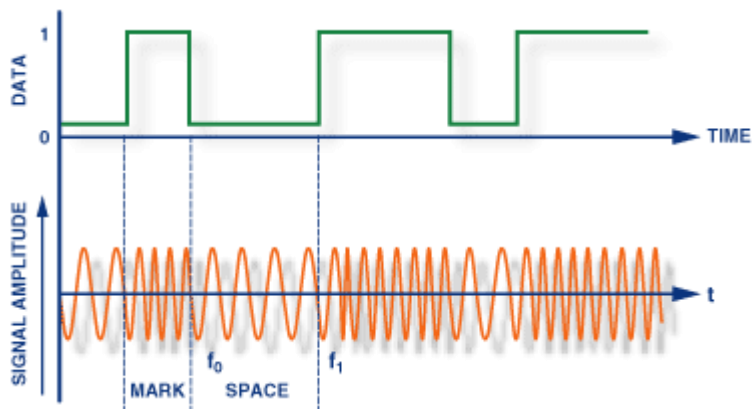 1
DATA
0
TIME
SIGNAL AMPLITUDE
t
f0
f1
MARK
SPACE